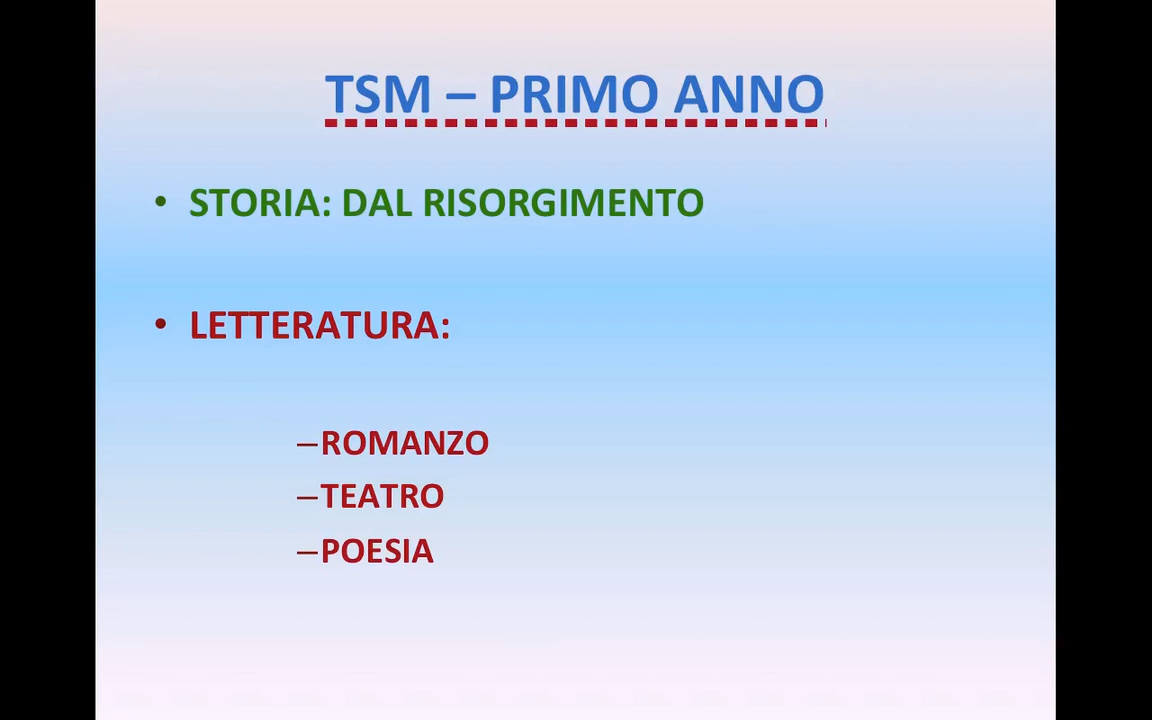 TSM – PRIMO ANNO
• STORIA: DAL RISORGIMENTO
• LETTERATURA:
–ROMANZO
–TEATRO
–POESIA